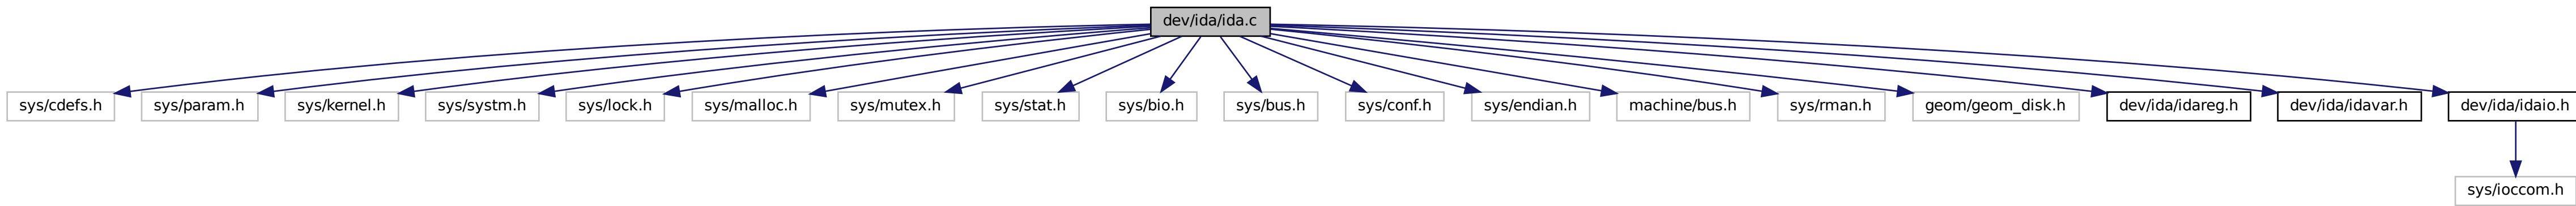 dev/ida/ida.c
sys/cdefs.h
sys/param.h
sys/kernel.h
sys/systm.h
sys/lock.h
sys/malloc.h
sys/mutex.h
sys/stat.h
sys/bio.h
sys/bus.h
sys/conf.h
sys/endian.h
machine/bus.h
sys/rman.h
geom/geom_disk.h
dev/ida/idareg.h
dev/ida/idavar.h
dev/ida/idaio.h
sys/ioccom.h